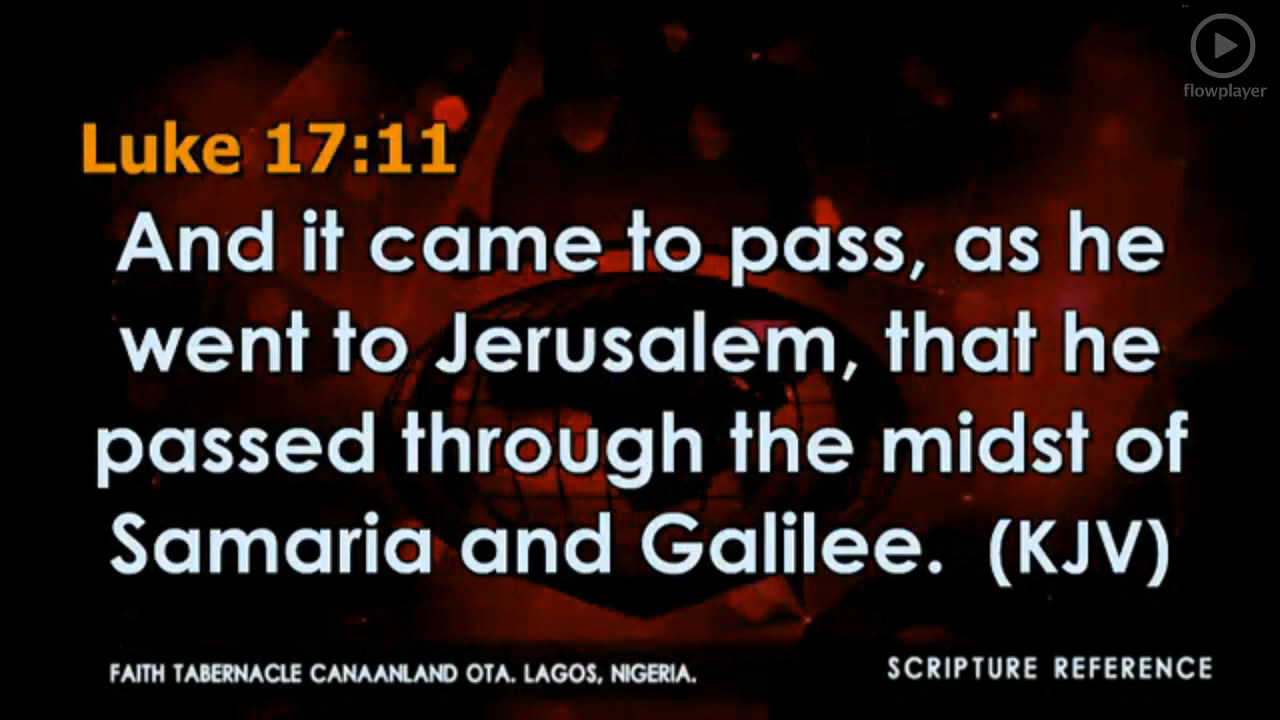 flowplayer
Luke 17:11
And it came to pass, as he
went to Jerusalem, that he
passed through the midst of
Samaria and Galilee. (KJV)
FAITH TABERNACLE CANAANLAND OTA. LAGOS, NIGERIA.
SCRIPTURE REFERENCE